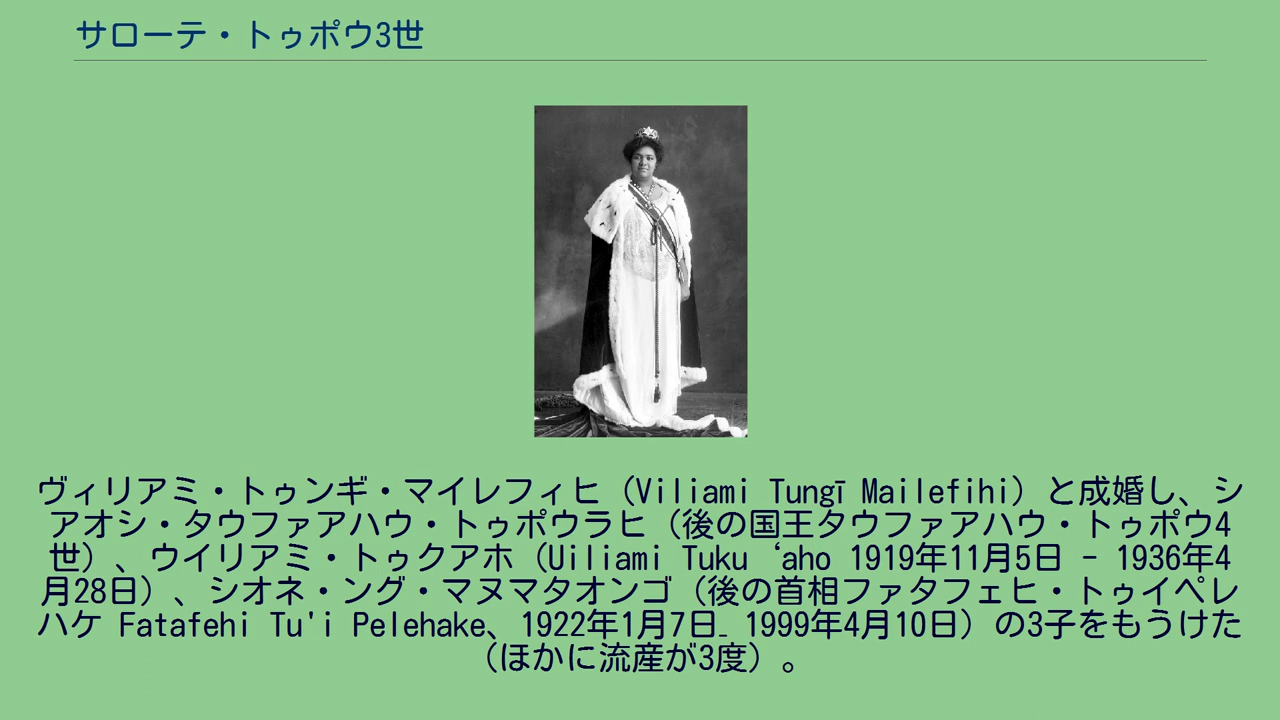 サローテ・トゥポウ3世
ヴィリアミ・トゥンギ・マイレフィヒ（Viliami Tungī Mailefihi）と成婚し、シ
アオシ・タウファアハウ・トゥポウラヒ（後の国王タウファアハウ・トゥポウ4
世）、ウイリアミ・トゥクアホ（Uiliami Tuku‘aho 1919年11月5日 - 1936年4
月28日）、シオネ・ング・マヌマタオンゴ（後の首相ファタフェヒ・トゥイペレ
ハケ Fatafehi Tu'i Pelehake、1922年1月7日_ 1999年4月10日）の3子をもうけた
（ほかに流産が3度）。